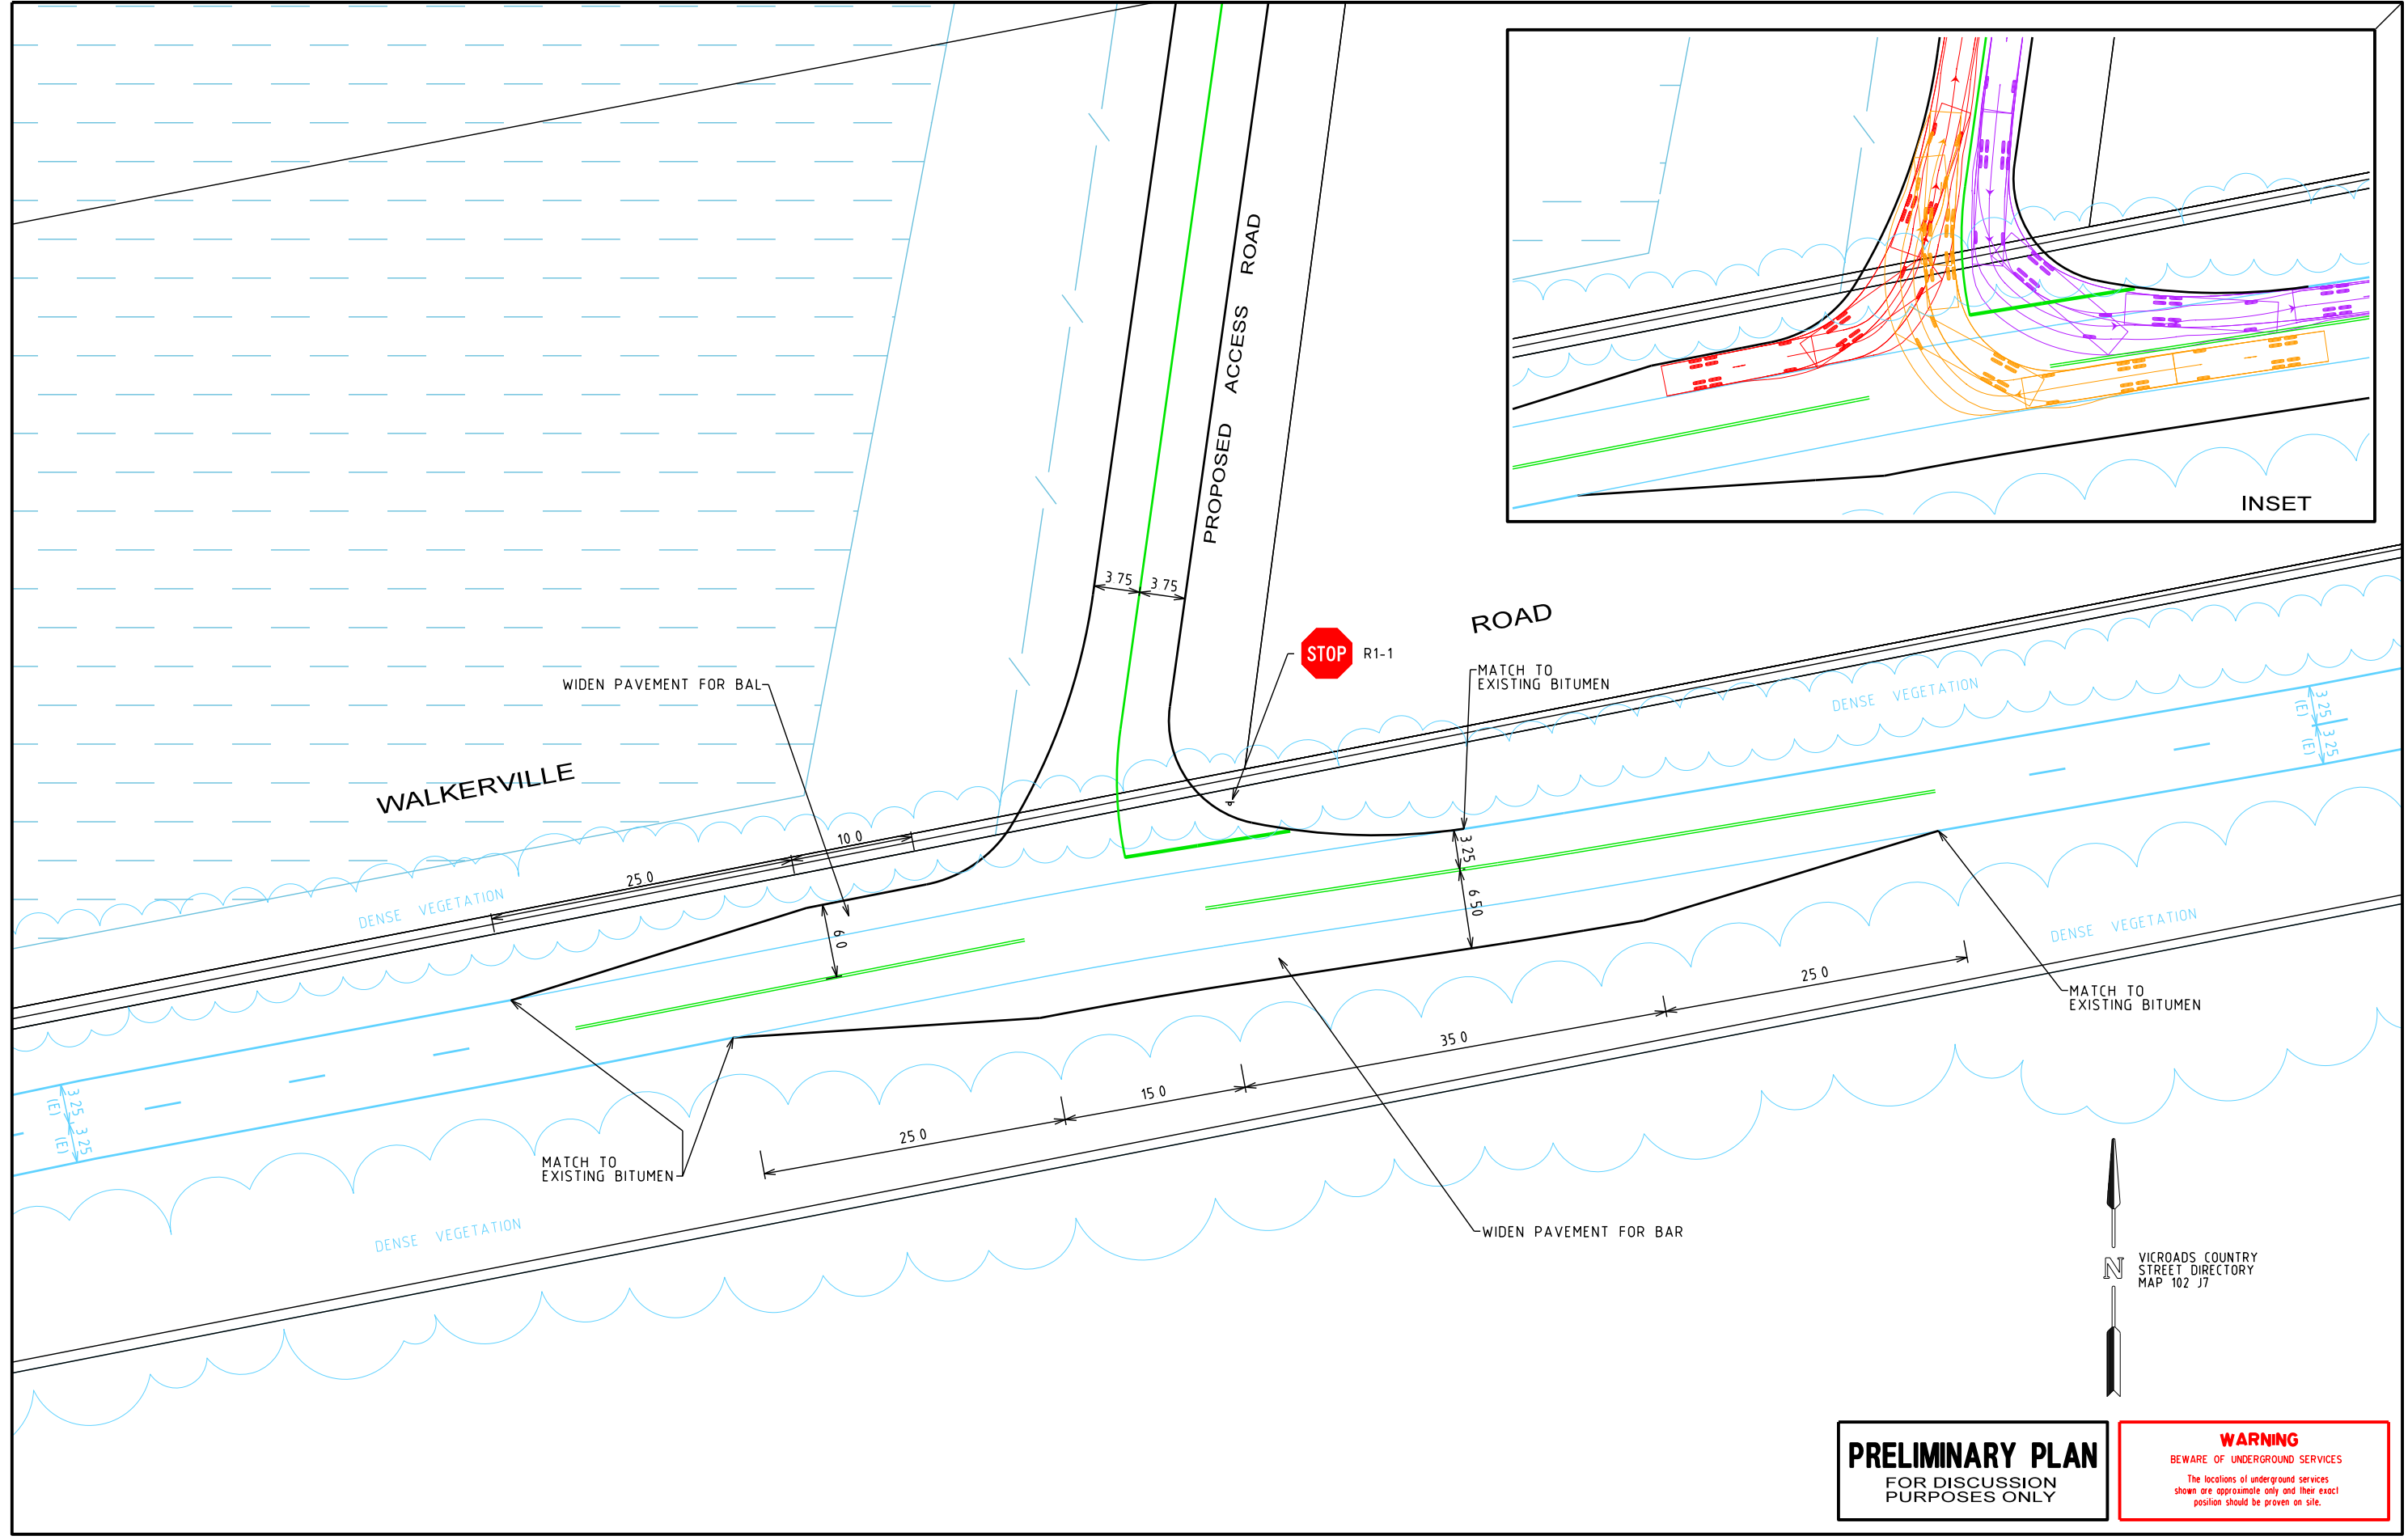 INSET
PROPOSED ACCESS ROAD
3.75
3.75
STOP
R1-1
ROAD
MATCH TO
EXISTING BITUMEN
DENSE VEGETATION
3.25
(E)
3.25
(E)
WIDEN PAVEMENT FOR BAL
WALKERVILLE
10.0
25.0
DENSE VEGETATION
6.0
3.25
6.50
DENSE VEGETATION
25.0
MATCH TO
EXISTING BITUMEN
35.0
15.0
25.0
3.25
(E)
3.25
(E)
MATCH TO
EXISTING BITUMEN
DENSE VEGETATION
WIDEN PAVEMENT FOR BAR
N
VICROADS COUNTRY
STREET DIRECTORY
MAP 102 J7
PRELIMINARY PLAN
FOR DISCUSSION
PURPOSES ONLY
WARNING
BEWARE OF UNDERGROUND SERVICES
The locations of underground services
shown are approximate only and their exact
position should be proven on site.